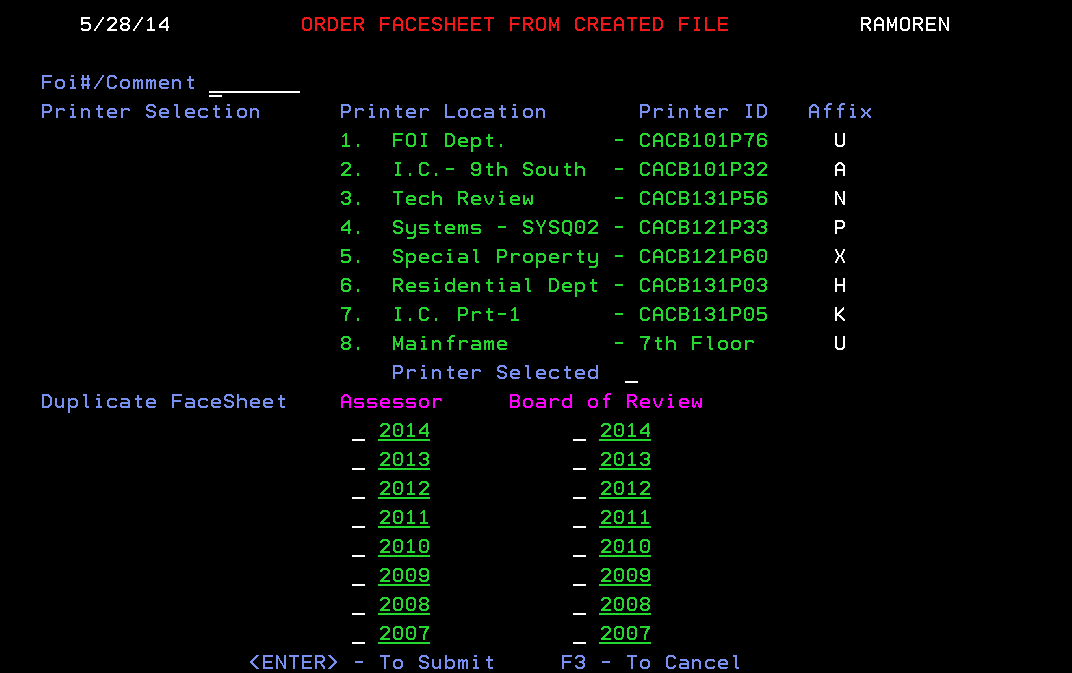 5/28/14 ORDER FACESHEET FROM CREATED FILE RAMOREN
Foi#/Comment _______
Printer Selection Printer Location Printer ID Affix
1. FOI Dept. - CACB101P76 U
2. I.C.- 9th South - CACB101P32 A
3. Tech Review - CACB131P56 N
4. Systems - SYSQ02 - CACB121P33 P
5. Special Property - CACB121P60 X
6. Residential Dept - CACB131P03 H
7. I.C. Prt-1 - CACB131P05 K
8. Mainframe - 7th Floor U
Printer Selected _
Duplicate FaceSheet Assessor Board of Review
_ 2014 _ 2014
_ 2013 _ 2013
_ 2012 _ 2012
_ 2011 _ 2011
_ 2010 _ 2010
_ 2009 _ 2009
_ 2008 _ 2008
_ 2007 _ 2007
<ENTER> - To Submit F3 - To Cancel